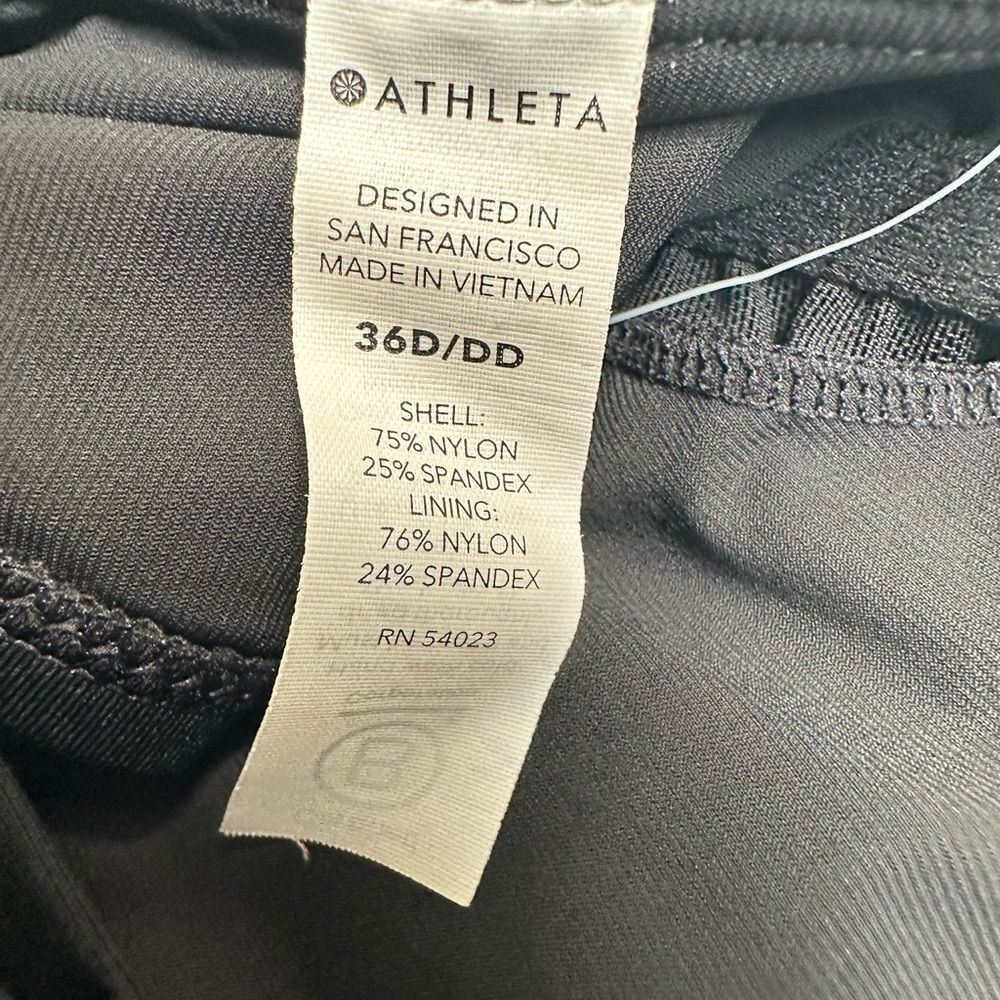 ATHLETA
DESIGNED IN
SAN FRANCISCO
MADE IN VIETNAM
36D/DD
SHELL:
75% NYLON
25% SPANDEX
LINING:
76% NYLON
24% SPANDEX
RN 54023